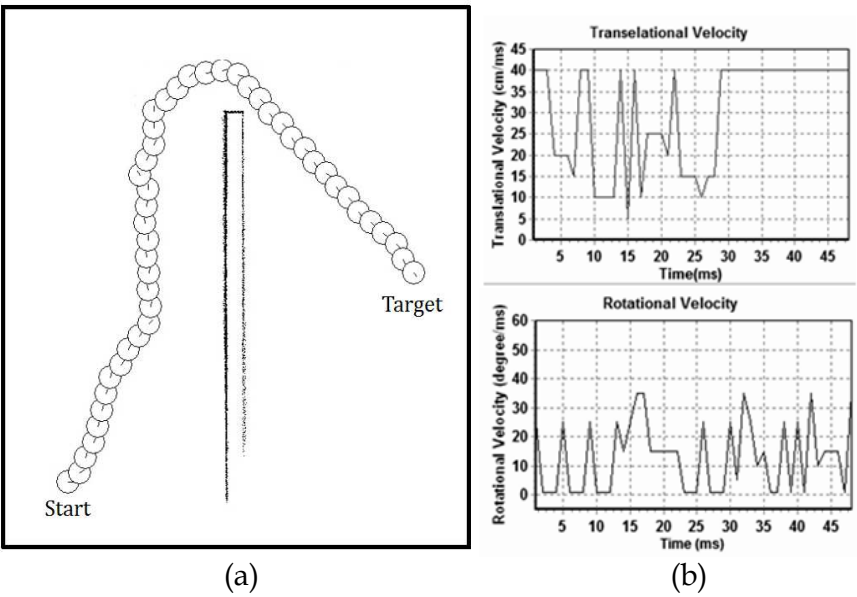 Target
Start
(a)
Transelational Velocity
Translational Velocity (cm/ms)
45
40
35
30
25
20
15
10
5
0
5 10 15 20 25 30 35 40 45
Time(ms)
Rotational Velocity
Rotational Velocity (degree/ms)
60
50
40
30
20
10
0
5 10 15 20 25 30 35 40 45
Time (ms)
(b)